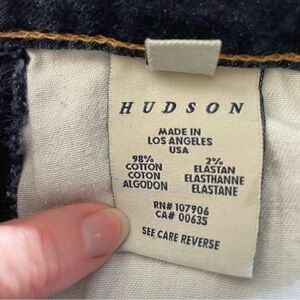 HUDSON
MADE IN
LOS ANGELES
USA
98% 2%
COTTON ELASTAN
COTON ELASTHANNE
ALGODON ELASTANE
RN# 107906
CA# 00635
SEE CARE REVERSE